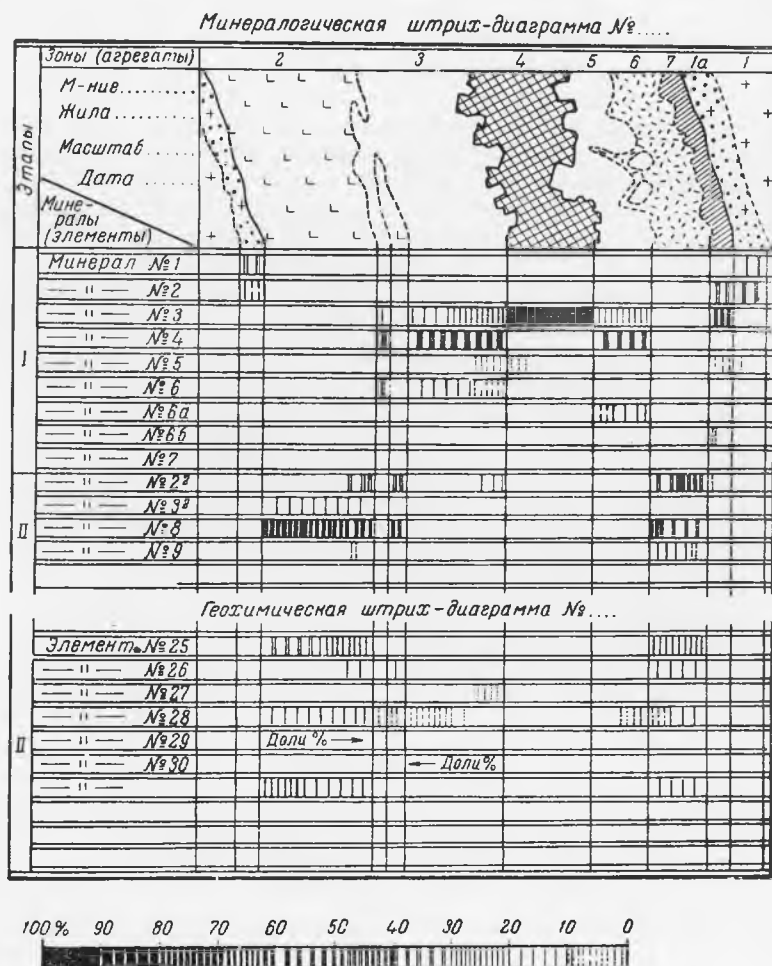 Минералогическая штрих-диаграмма №.....
Зоны (агрегаты) 2 3 4 5 6 7 1а 1
М-ние........
Жила........
Масштаб.....
Дата.....
Этапы
Мине-
ралы
(элементы)
Минерал №1
— " — №2
— " — №3
— " — №4
I — " — №5
— " — №6
— " — №6а
— " — №6б
— " — №7
— " — №2²
— " — №3²
II — " — №8
— " — №9
Геохимическая штрих-диаграмма №....
Элемент №25
— " — №26
— " — №27
— " — №28
II — " — №29 Доли % →
— " — №30 ← Доли %
— " —
100 % 90 80 70 60 50 40 30 20 10 0